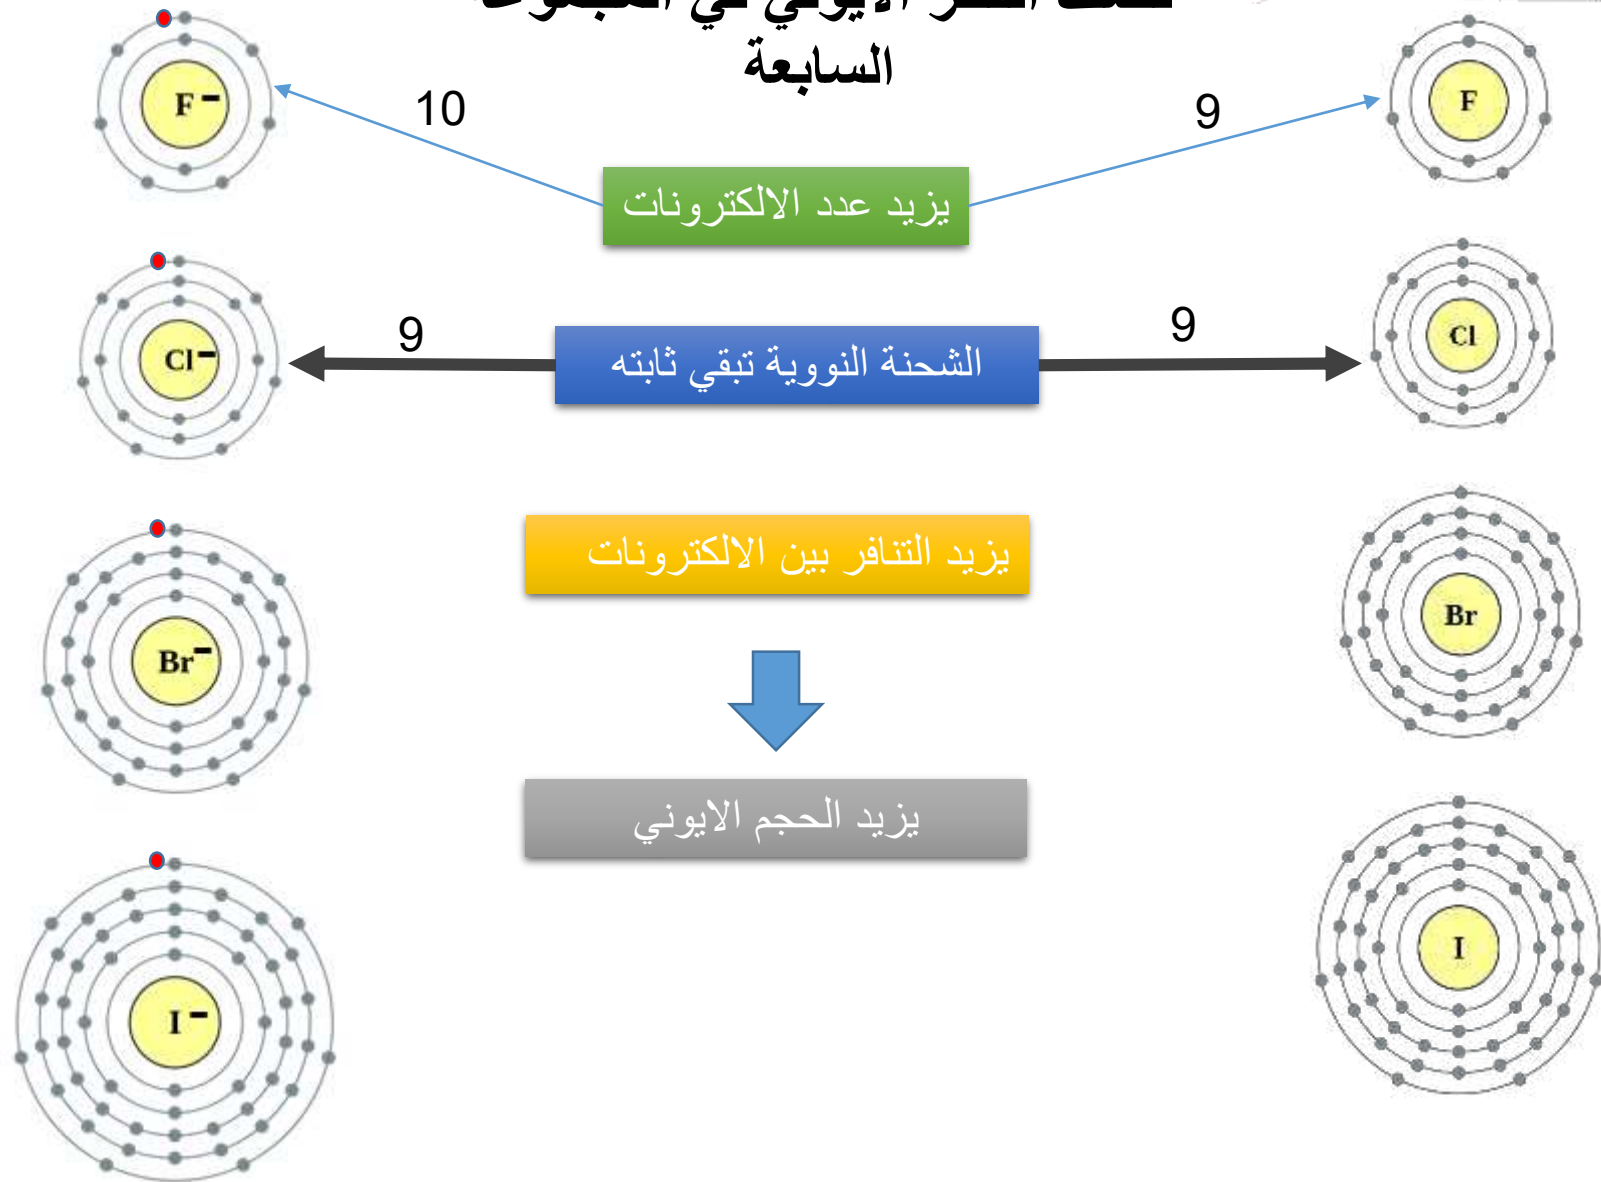 السابعة
F⁻
10
9
F
يزيد عدد الالكترونات
Cl⁻
9
الشحنة النووية تبقي ثابته
9
Cl
يزيد التنافر بين الالكترونات
Br⁻
Br
يزيد الحجم الايوني
I⁻
I